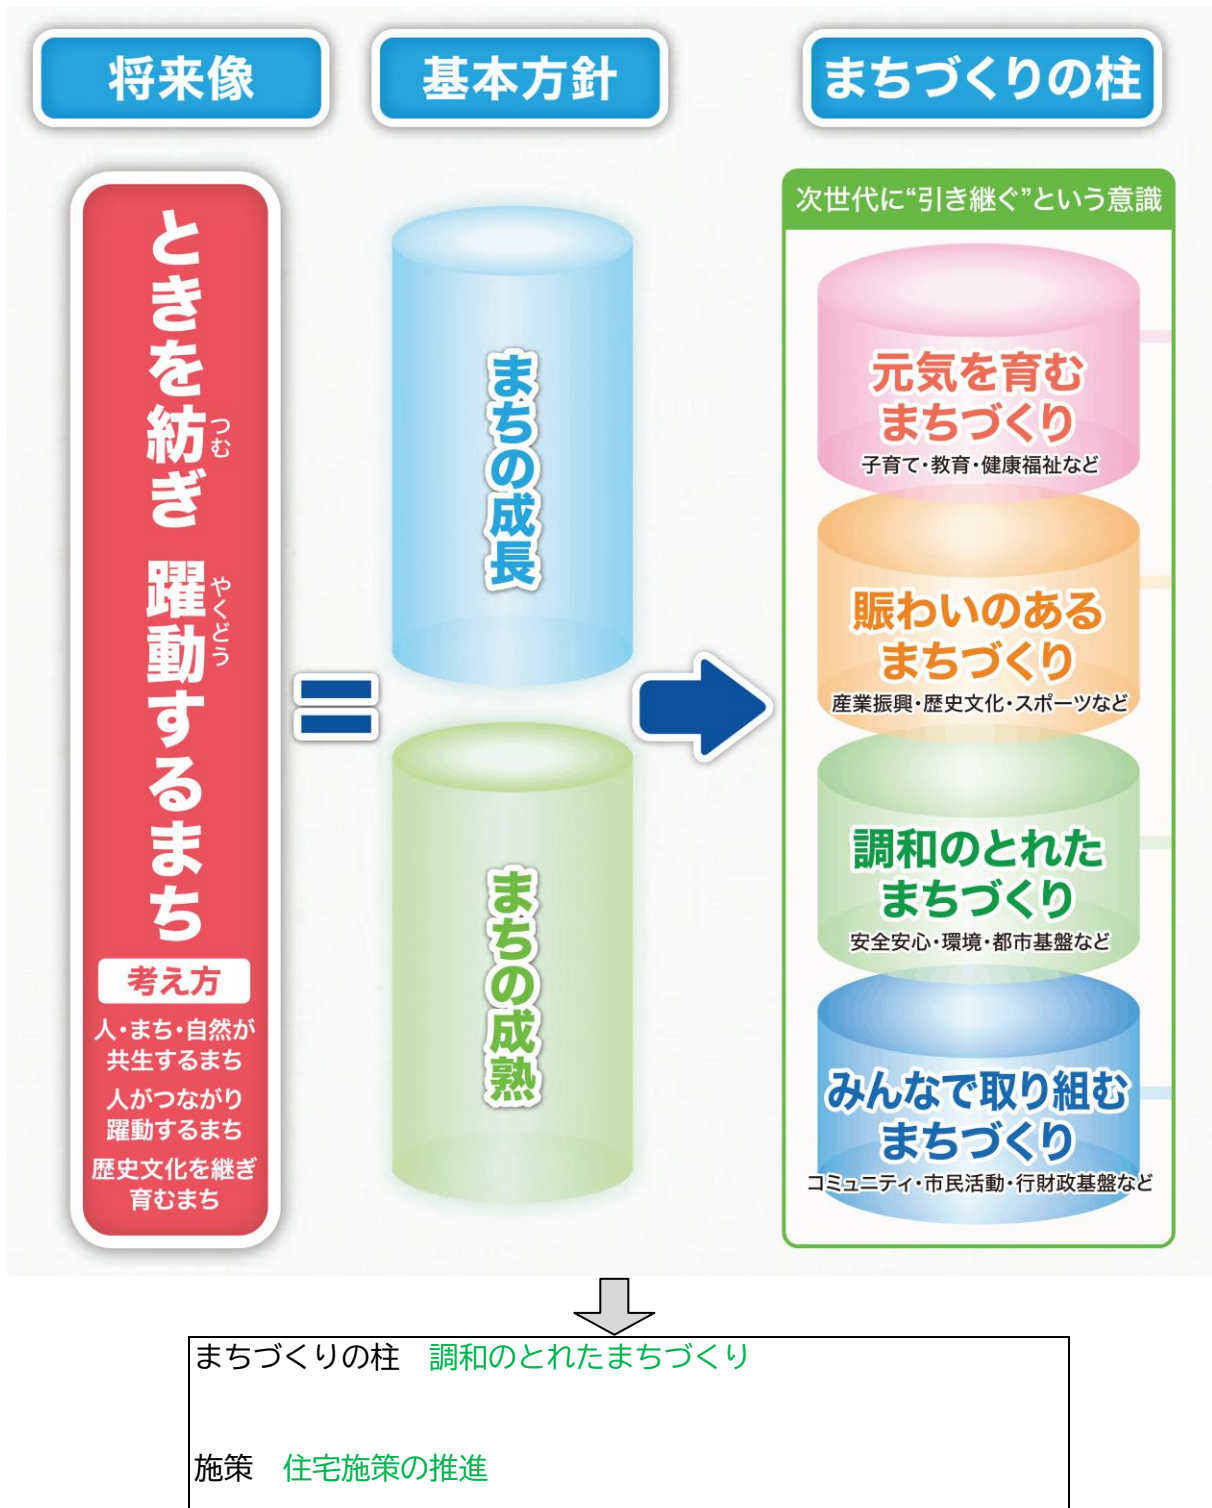 将来像
基本方針
まちづくりの柱
ときを紡ぎ 躍動するまち
つむ
やくどう
考え方
人・まち・自然が
共生するまち
人がつながり
躍動するまち
歴史文化を継ぎ
育むまち
まちの成長
まちの成熟
次世代に“引き継ぐ”という意識
元気を育む
まちづくり
子育て・教育・健康福祉など
賑わいのある
まちづくり
産業振興・歴史文化・スポーツなど
調和のとれた
まちづくり
安全安心・環境・都市基盤など
みんなで取り組む
まちづくり
コミュニティ・市民活動・行財政基盤など
まちづくりの柱　調和のとれたまちづくり
施策　住宅施策の推進